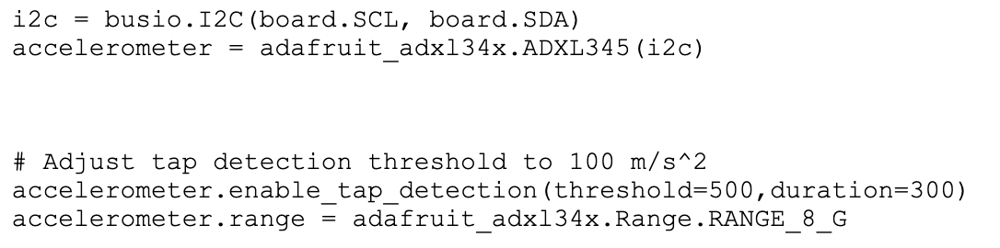 i2c = busio.I2C(board.SCL, board.SDA)
accelerometer = adafruit_adxl34x.ADXL345(i2c)
# Adjust tap detection threshold to 100 m/s^2
accelerometer.enable_tap_detection(threshold=500,duration=300)
accelerometer.range = adafruit_adxl34x.Range.RANGE_8_G